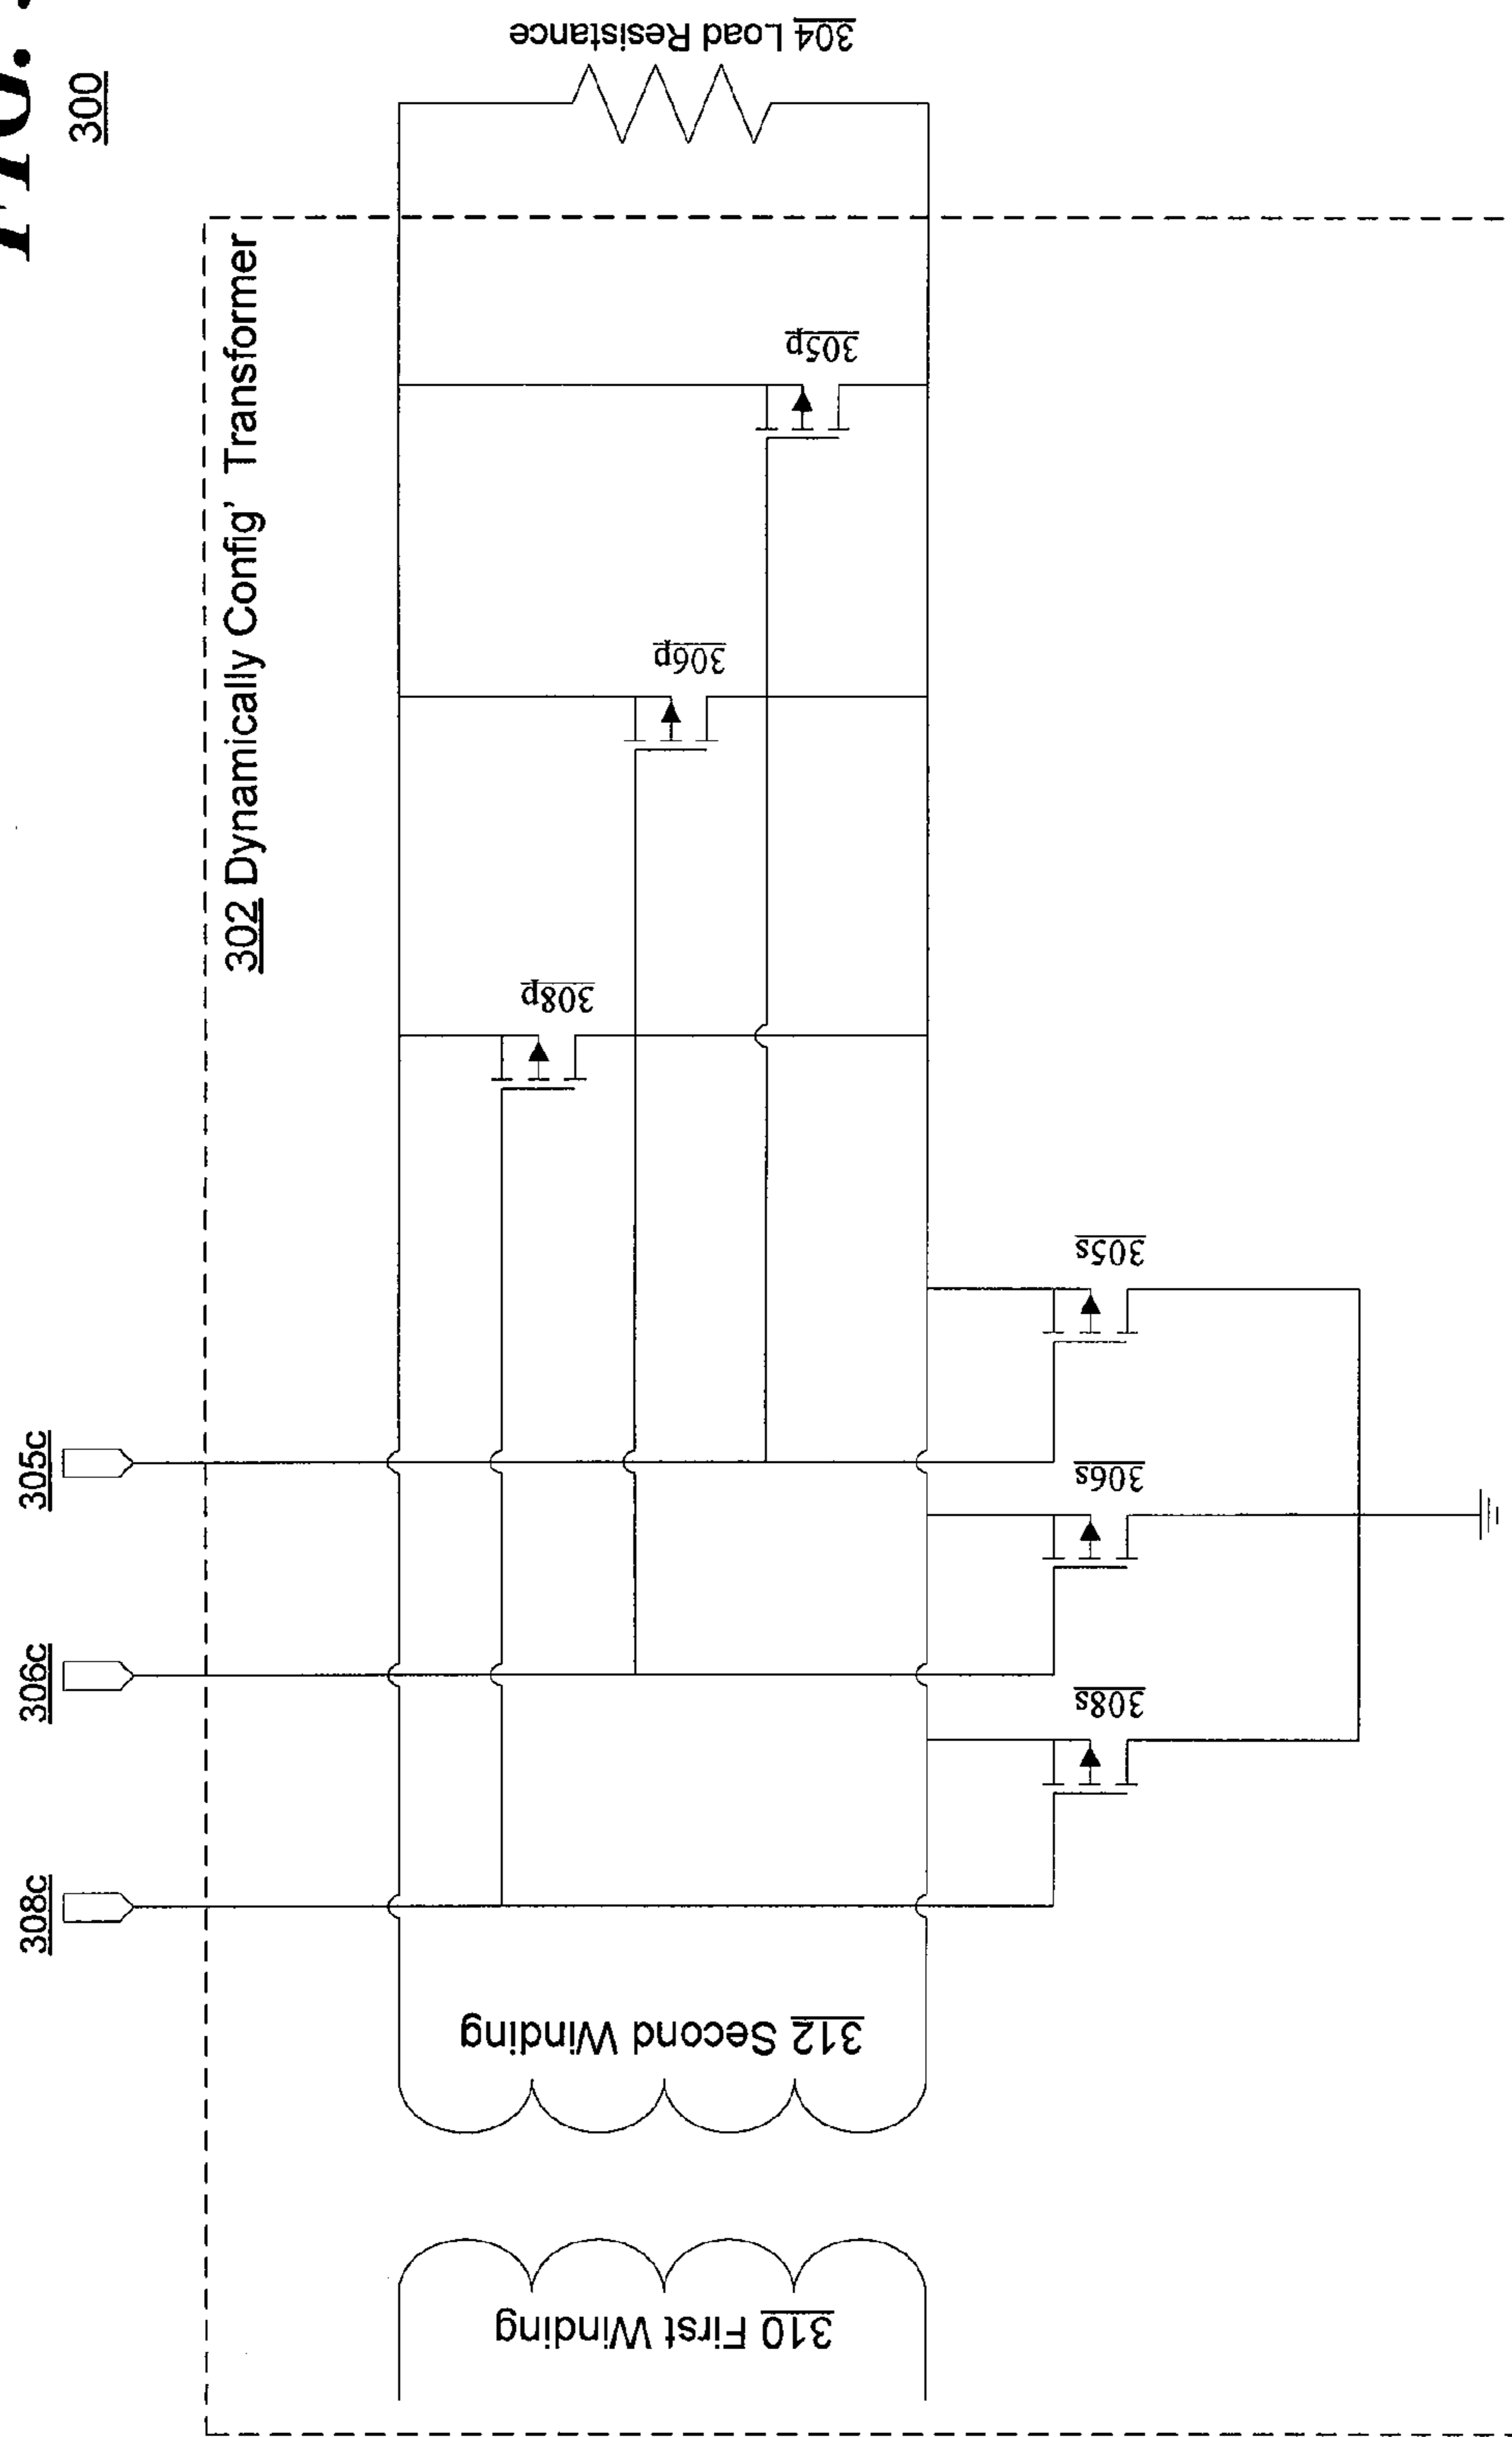 FIG.
300
302 Dynamically Config' Transformer
304 Load Resistance
305c
306c
308c
305p
306p
308p
305s
306s
308s
312 Second Winding
310 First Winding